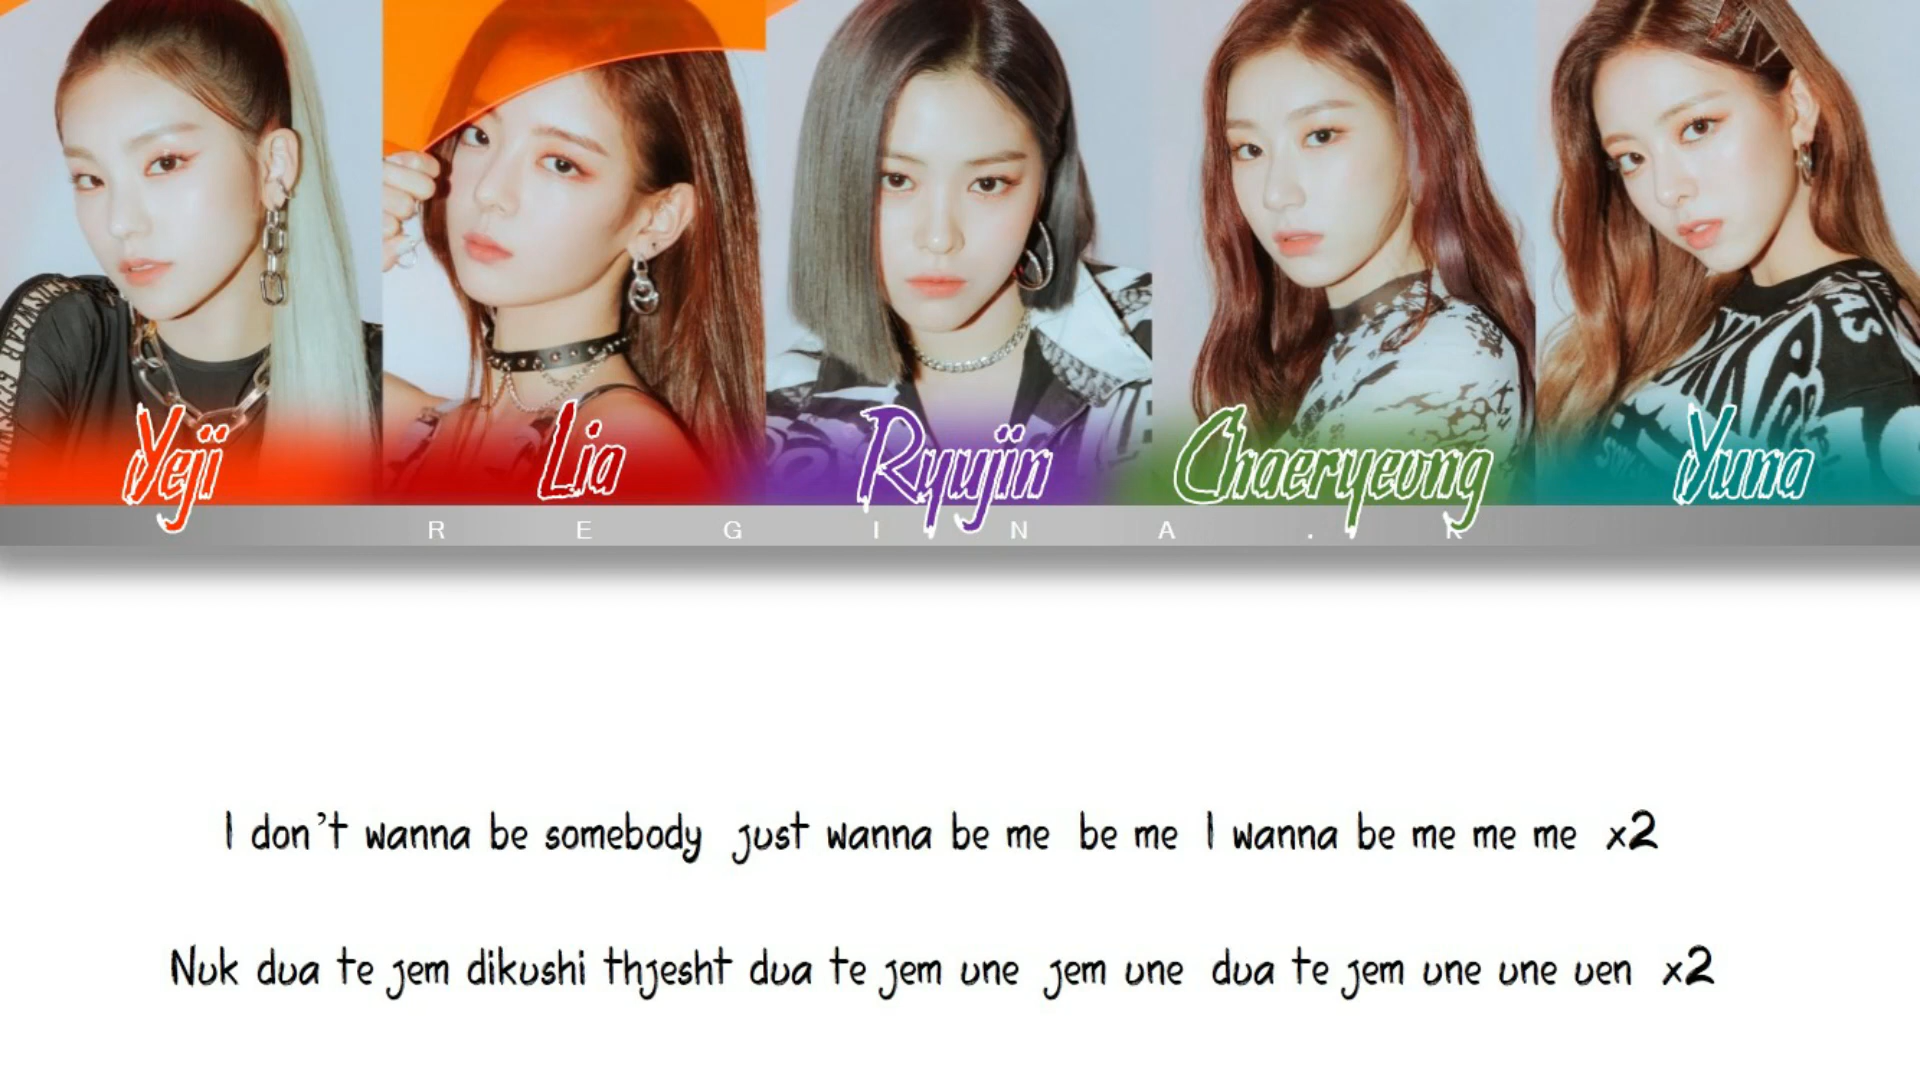 Yeji Lia Ryujin Chaeryeong Yuna
REGINA.K
I don't wanna be somebody just wanna be me be me I wanna be me me me x2
Nuk dua te jem dikushi thjesht dua te jem une jem une dua te jem une une uen x2